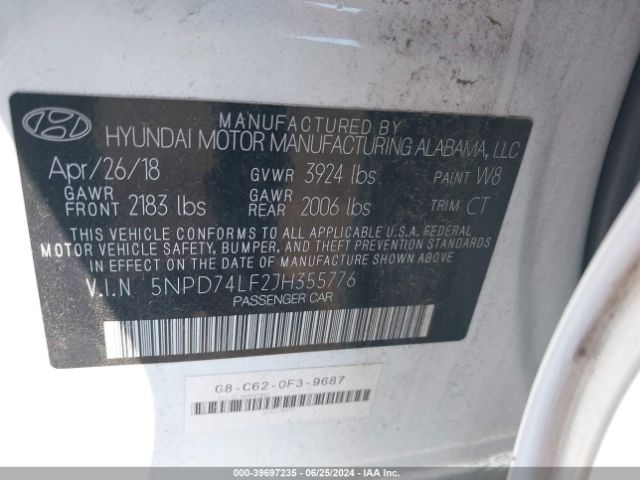 MANUFACTURED BY
HYUNDAI MOTOR MANUFACTURING ALABAMA, LLC
Apr/26/18 GVWR 3924 lbs PAINT W8
GAWR FRONT 2183 lbs GAWR REAR 2006 lbs TRIM CT
THIS VEHICLE CONFORMS TO ALL APPLICABLE U.S.A. FEDERAL
MOTOR VEHICLE SAFETY, BUMPER, AND THEFT PREVENTION STANDARDS
IN EFFECT ON THE DATE OF MANUFACTURE SHOWN ABOVE.
V.I.N 5NPD74LF2JH355776
PASSENGER CAR
G8-C62-0F3-9687
000-39697235 - 06/25/2024 - IAA Inc.